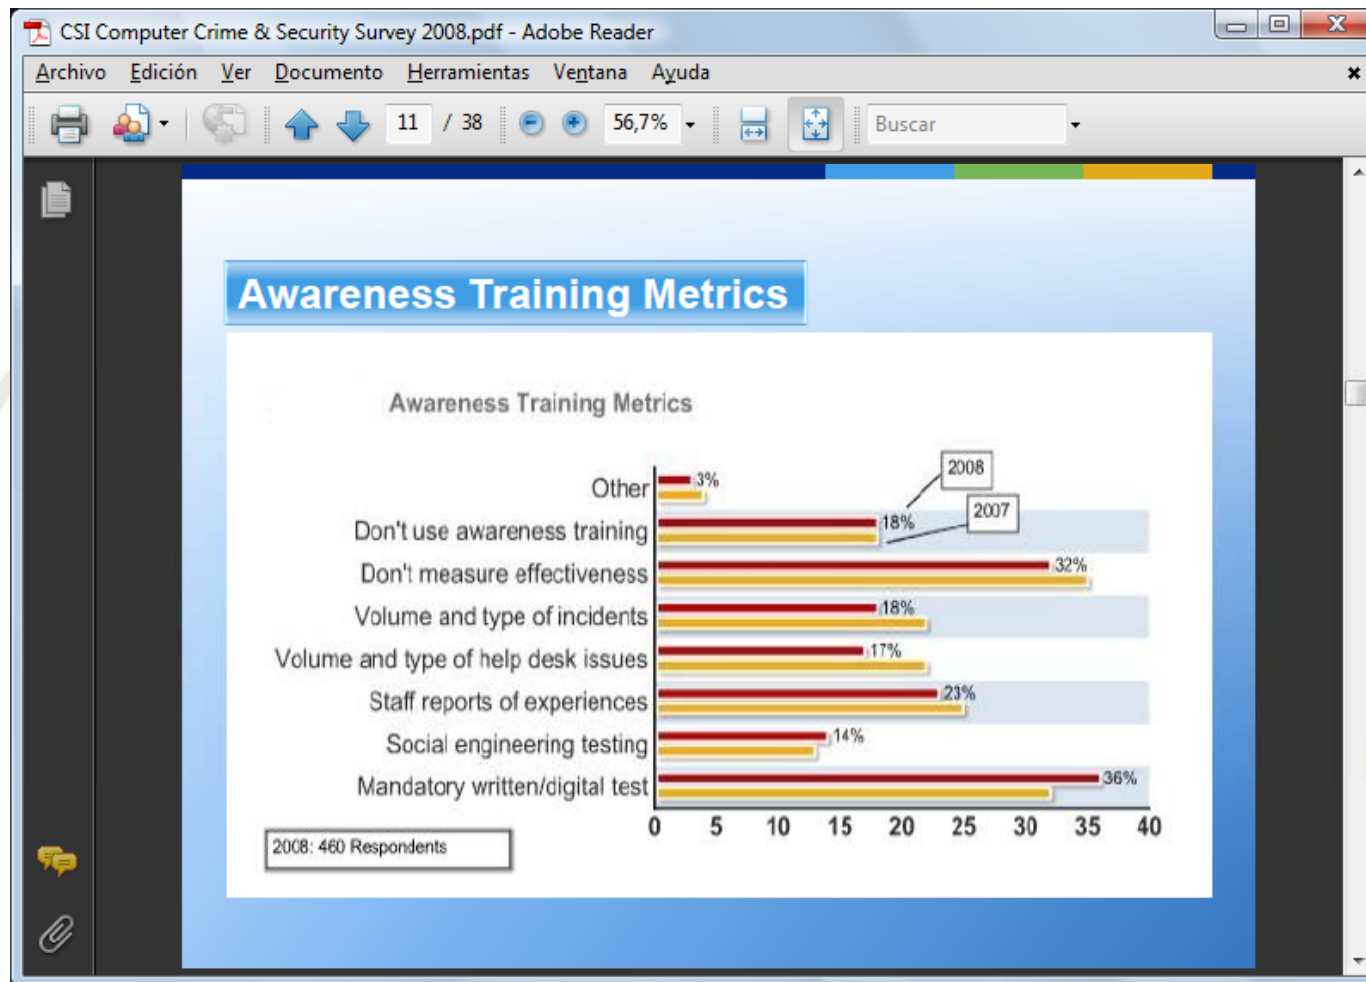 CSI Computer Crime & Security Survey 2008.pdf - Adobe Reader
Archivo Edición Ver Documento Herramientas Ventana Ayuda
11 / 38 56,7% Buscar
Awareness Training Metrics
Awareness Training Metrics
2008
2007
Other 3%
Don't use awareness training 18%
Don't measure effectiveness 32%
Volume and type of incidents 18%
Volume and type of help desk issues 17%
Staff reports of experiences 23%
Social engineering testing 14%
Mandatory written/digital test 36%
0 5 10 15 20 25 30 35 40
2008: 460 Respondents